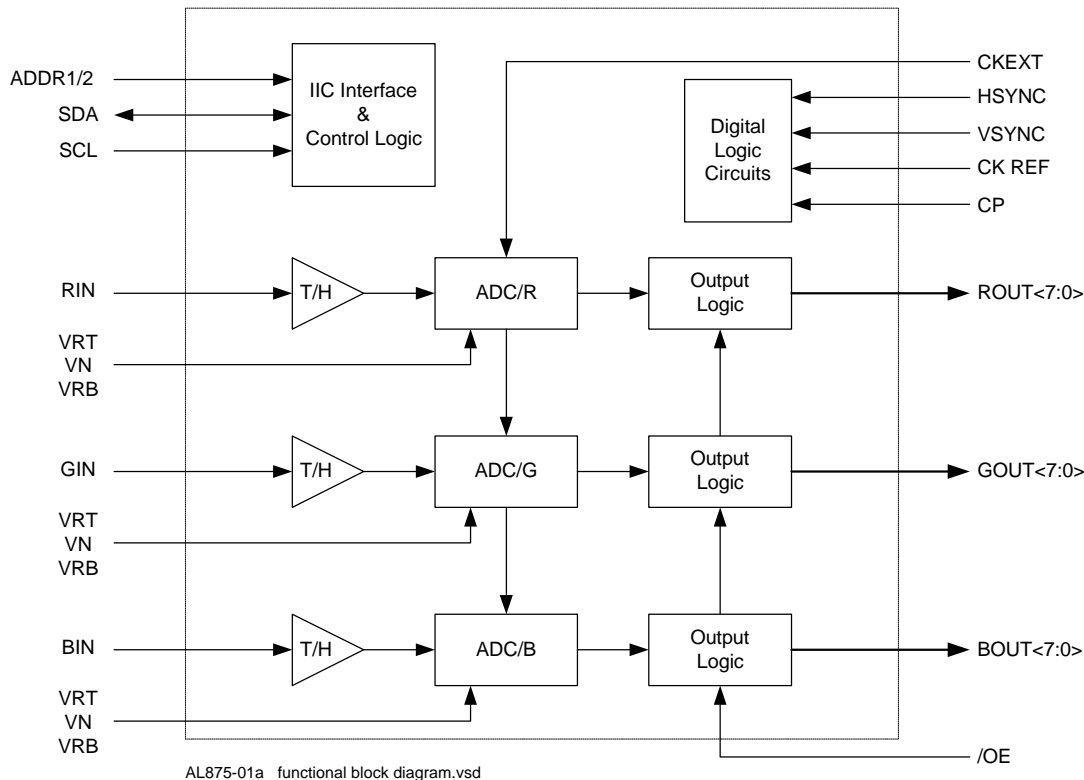 ADDR1/2
SDA
SCL
IIC Interface
&
Control Logic
CKEXT
HSYNC
VSYNC
CK REF
CP
Digital
Logic
Circuits
RIN
T/H
ADC/R
Output
Logic
ROUT<7:0>
VRT
VN
VRB
GIN
T/H
ADC/G
Output
Logic
GOUT<7:0>
VRT
VN
VRB
BIN
T/H
ADC/B
Output
Logic
BOUT<7:0>
VRT
VN
VRB
/OE
AL875-01a functional block diagram.vsd